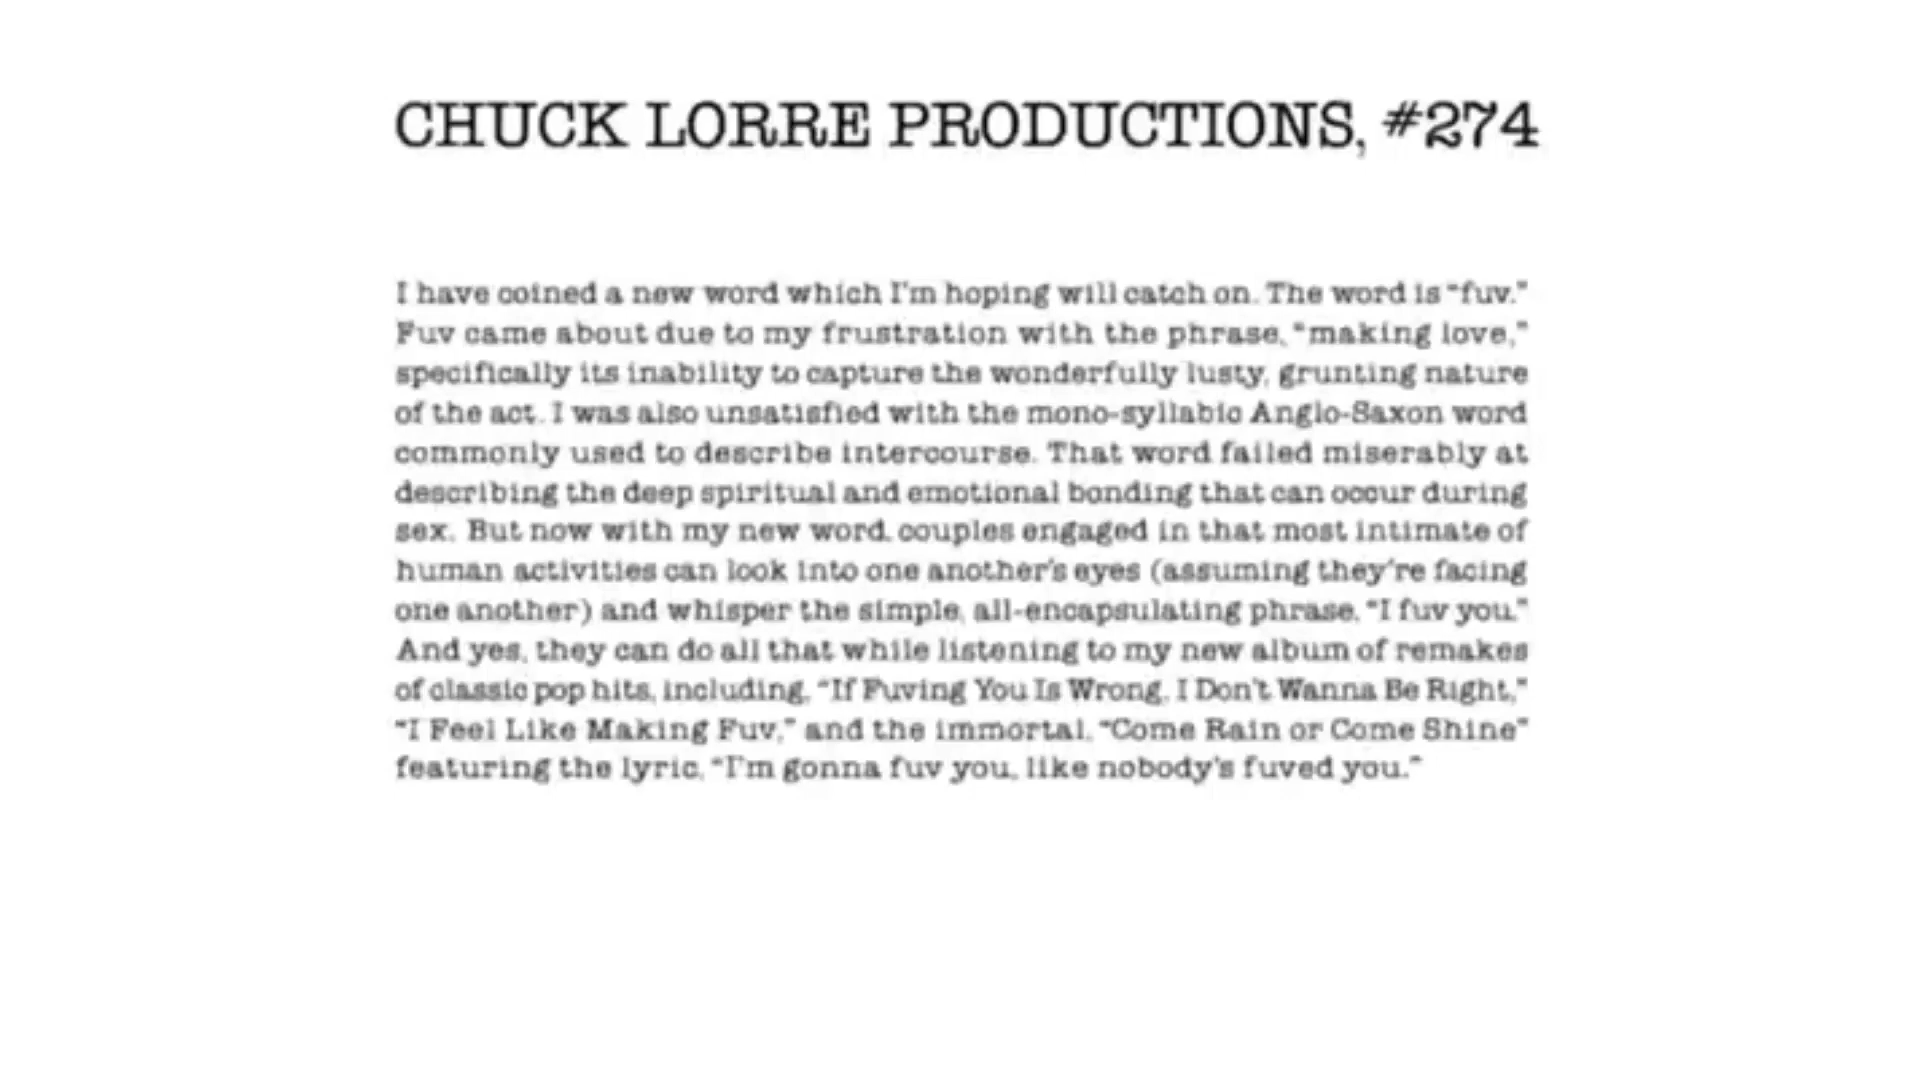 CHUCK LORRE PRODUCTIONS, #274
I have coined a new word which I'm hoping will catch on. The word is “fuv.”
Fuv came about due to my frustration with the phrase, “making love,”
specifically its inability to capture the wonderfully lusty, grunting nature
of the act. I was also unsatisfied with the mono-syllabic Anglo-Saxon word
commonly used to describe intercourse. That word failed miserably at
describing the deep spiritual and emotional bonding that can occur during
sex. But now with my new word, couples engaged in that most intimate of
human activities can look into one another's eyes (assuming they're facing
one another) and whisper the simple, all-encapsulating phrase, “I fuv you.”
And yes, they can do all that while listening to my new album of remakes
of classic pop hits, including, “If Fuving You Is Wrong, I Don't Wanna Be Right,”
“I Feel Like Making Fuv,” and the immortal, “Come Rain or Come Shine”
featuring the lyric, “I'm gonna fuv you, like nobody's fuved you.”